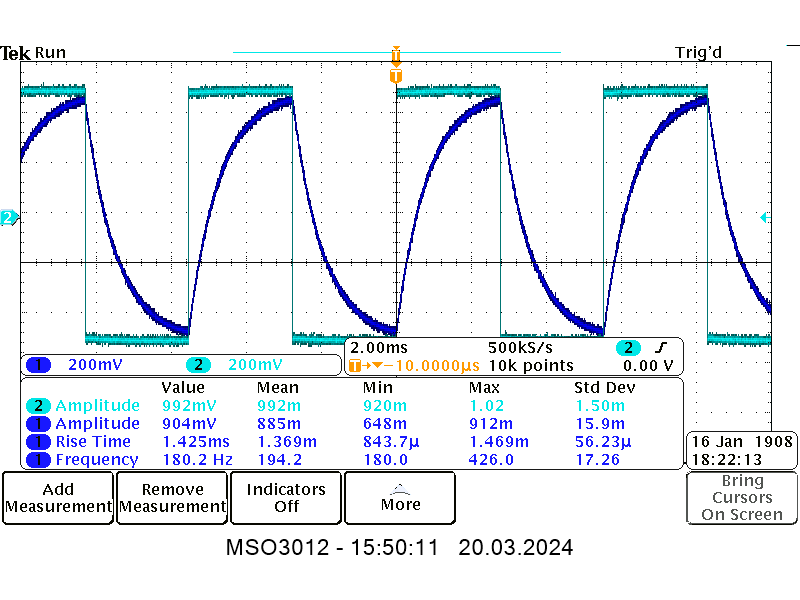 Tek Run Trig'd
T
T
2
2.00ms 500kS/s 2
1 200mV 2 200mV T→▼−10.0000µs 10k points 0.00 V
Value Mean Min Max Std Dev
2 Amplitude 992mV 992m 920m 1.02 1.50m
1 Amplitude 904mV 885m 648m 912m 15.9m
1 Rise Time 1.425ms 1.369m 843.7µ 1.469m 56.23µ
1 Frequency 180.2 Hz 194.2 180.0 426.0 17.26
16 Jan 1908
18:22:13
Add
Measurement
Remove
Measurement
Indicators
Off
More
Bring
Cursors
On Screen
MSO3012 - 15:50:11 20.03.2024